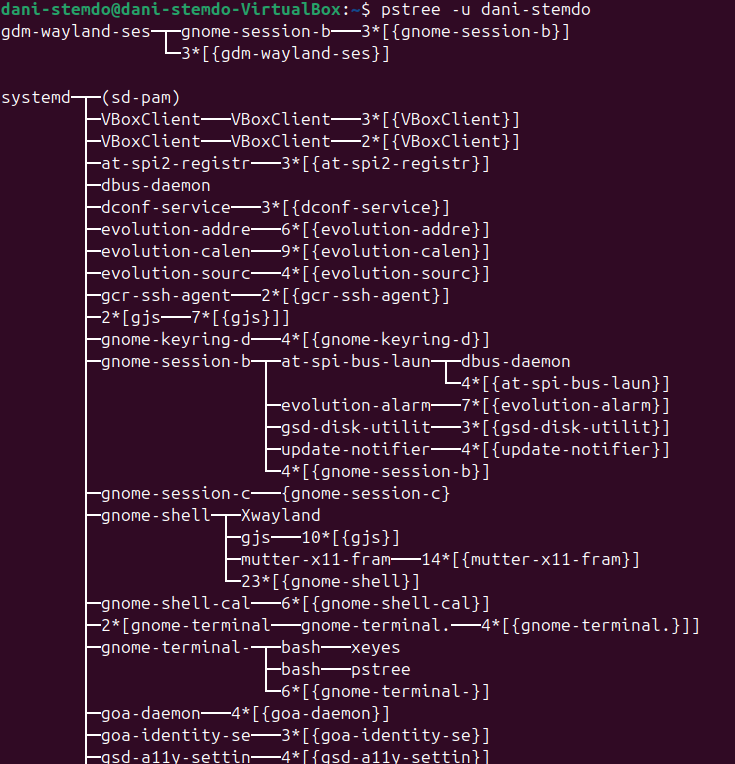 dani-stemdo@dani-stemdo-VirtualBox:~$ pstree -u dani-stemdo
gdm-wayland-ses─┬─gnome-session-b───3*[{gnome-session-b}]
                └─3*[{gdm-wayland-ses}]

systemd─┬─(sd-pam)
        ├─VBoxClient───VBoxClient───3*[{VBoxClient}]
        ├─VBoxClient───VBoxClient───2*[{VBoxClient}]
        ├─at-spi2-registr───3*[{at-spi2-registr}]
        ├─dbus-daemon
        ├─dconf-service───3*[{dconf-service}]
        ├─evolution-addre───6*[{evolution-addre}]
        ├─evolution-calen───9*[{evolution-calen}]
        ├─evolution-sourc───4*[{evolution-sourc}]
        ├─gcr-ssh-agent───2*[{gcr-ssh-agent}]
        ├─2*[gjs───7*[{gjs}]]
        ├─gnome-keyring-d───4*[{gnome-keyring-d}]
        ├─gnome-session-b─┬─at-spi-bus-laun─┬─dbus-daemon
        │                 │                 └─4*[{at-spi-bus-laun}]
        │                 ├─evolution-alarm───7*[{evolution-alarm}]
        │                 ├─gsd-disk-utilit───3*[{gsd-disk-utilit}]
        │                 ├─update-notifier───4*[{update-notifier}]
        │                 └─4*[{gnome-session-b}]
        ├─gnome-session-c───{gnome-session-c}
        ├─gnome-shell─┬─Xwayland
        │             ├─gjs───10*[{gjs}]
        │             ├─mutter-x11-fram───14*[{mutter-x11-fram}]
        │             └─23*[{gnome-shell}]
        ├─gnome-shell-cal───6*[{gnome-shell-cal}]
        ├─2*[gnome-terminal───gnome-terminal.───4*[{gnome-terminal.}]]
        ├─gnome-terminal-─┬─bash───xeyes
        │                 ├─bash───pstree
        │                 └─6*[{gnome-terminal-}]
        ├─goa-daemon───4*[{goa-daemon}]
        ├─goa-identity-se───3*[{goa-identity-se}]
        ├─gsd-a11y-settin───4*[{gsd-a11y-settin}]